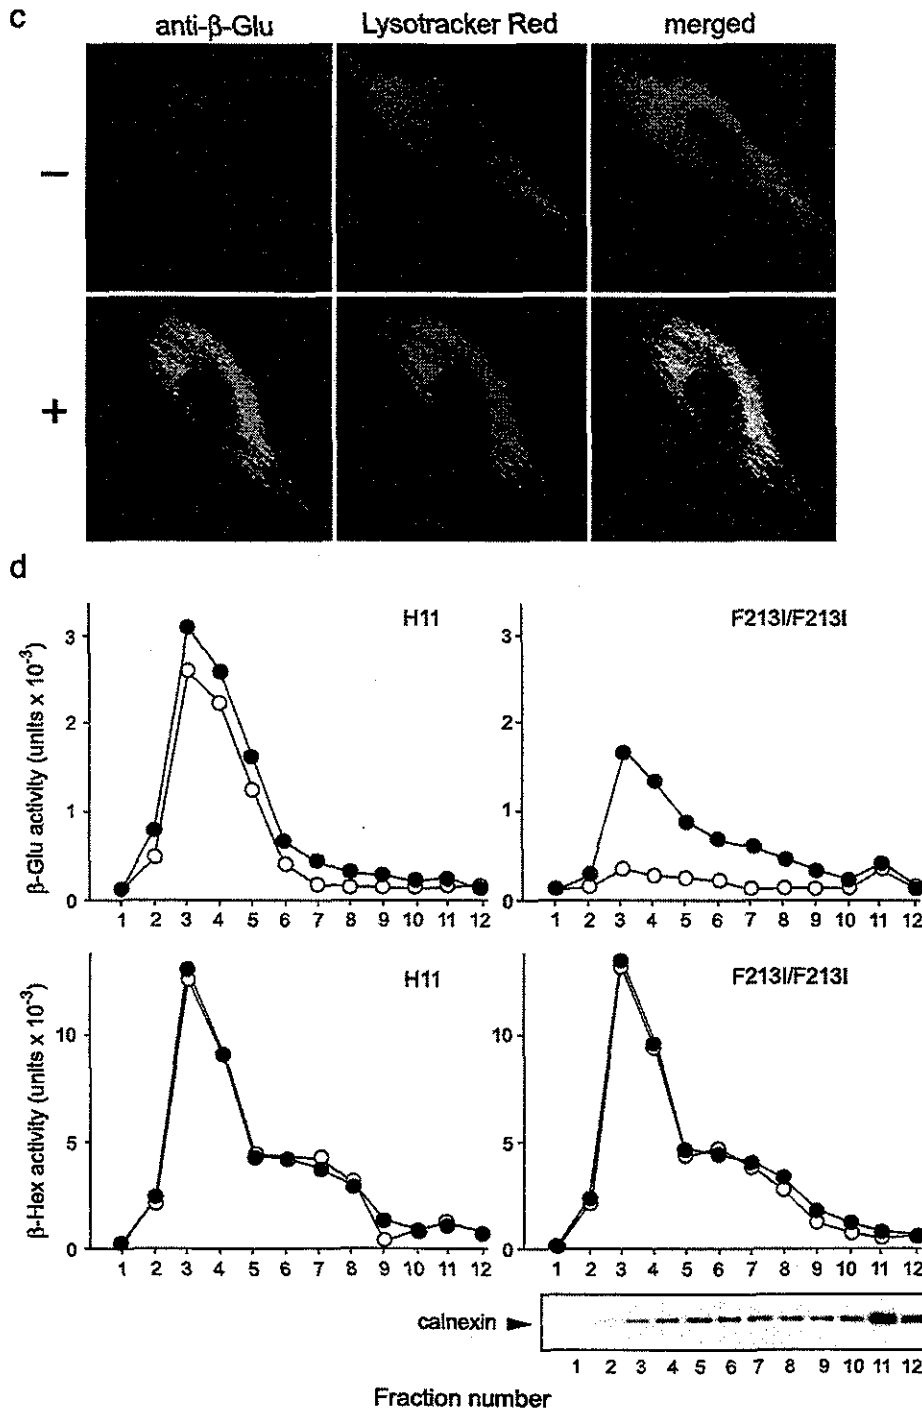 c
anti-β-Glu Lysotracker Red merged
−
+
d
H11 F213I/F213I
β-Glu activity (units x 10⁻³)
3 3
2 2
1 1
0 0
1 2 3 4 5 6 7 8 9 10 11 12 1 2 3 4 5 6 7 8 9 10 11 12
H11 F213I/F213I
β-Hex activity (units x 10⁻³)
10 10
5 5
0 0
1 2 3 4 5 6 7 8 9 10 11 12 1 2 3 4 5 6 7 8 9 10 11 12
calnexin
1 2 3 4 5 6 7 8 9 10 11 12
Fraction number